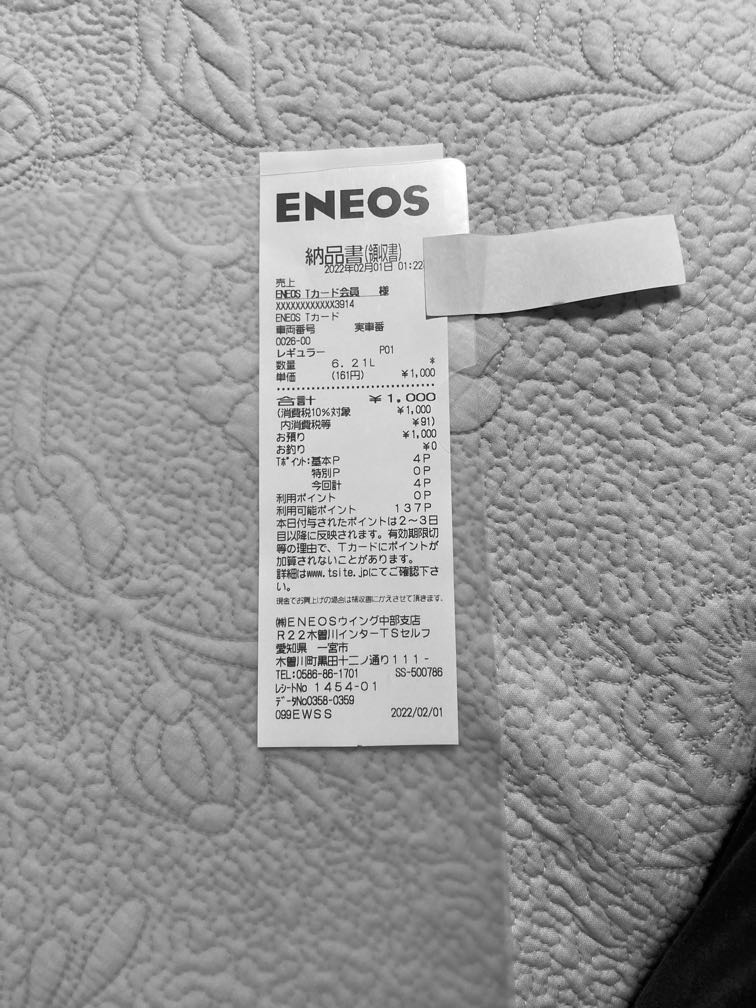 ENEOS
納品書(領収書)
2022年02月01日 01:22
売上
ENEOS Tカード会員 様
XXXXXXXXXXXX3914
ENEOS Tカード
車両番号 実車番
0026-00
レギュラー P01
数量 6.21L *
単価 (161円) ¥1,000
合計 ¥1,000
(消費税10%対象 ¥1,000
内消費税等 ¥91)
お預り ¥1,000
お釣り ¥0
Tポイント:基本P 4P
特別P 0P
今回計 4P
利用ポイント 0P
利用可能ポイント 137P
本日付与されたポイントは2~3日
目以降に反映されます。有効期限切
等の理由で、Tカードにポイントが
加算されないことがあります。
詳細はwww.tsite.jpにてご確認下さ
い。
現金でお買上げの場合は領収書にかえさせて頂きます。
㈱ENEOSウイング中部支店
R22木曽川インターTSセルフ
愛知県 一宮市
木曽川町黒田十二ノ通り111-
TEL:0586-86-1701 SS-500786
レシートNo 1454-01
データNo0358-0359
099EWSS 2022/02/01